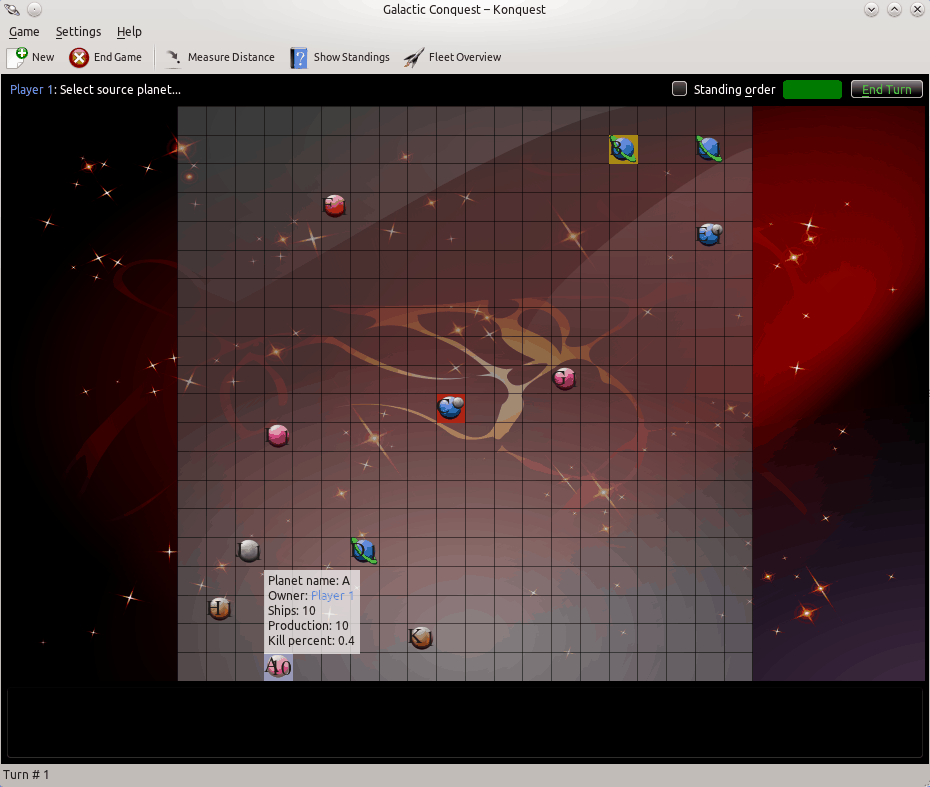 Galactic Conquest – Konquest
Game Settings Help
New End Game Measure Distance Show Standings Fleet Overview
Player 1: Select source planet...
Standing order
End Turn
B
G
D
Planet name: A
Owner: Player 1
Ships: 10
Production: 10
Kill percent: 0.4
H
K
A 10
Turn # 1